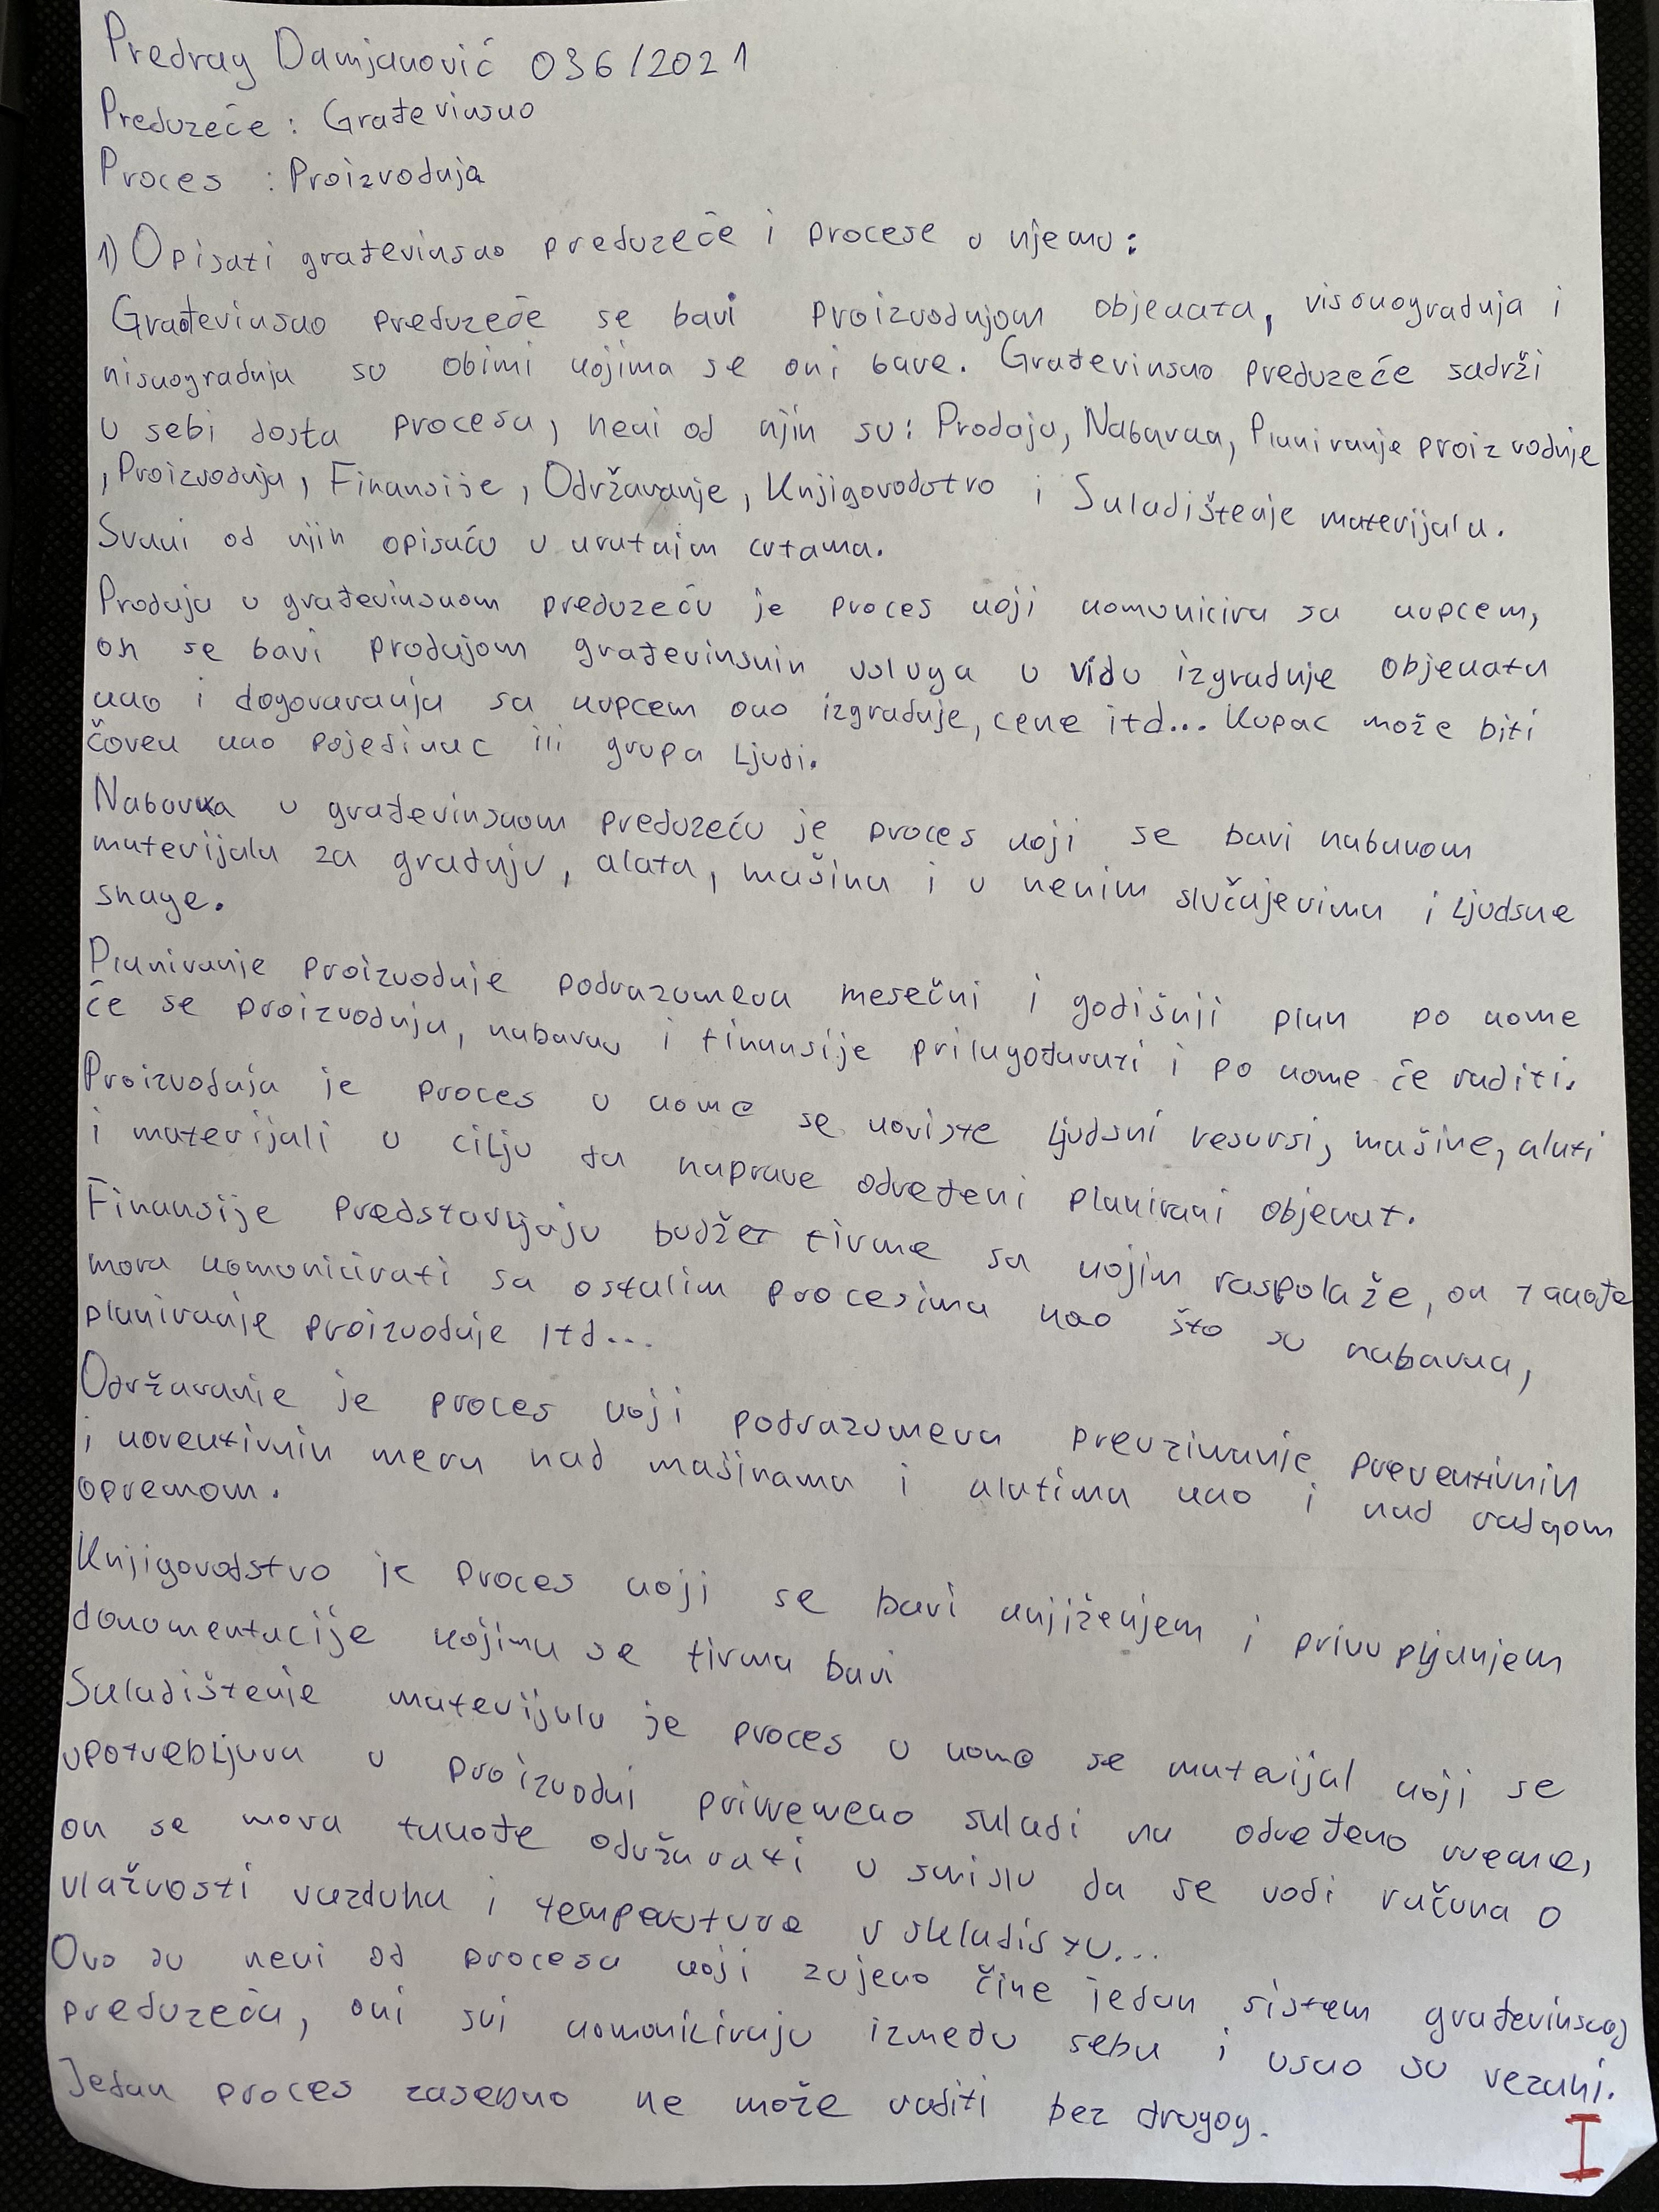 Predrag Damjanović 036/2021
Preduzeće: Građevinsko
Proces : Proizvodnja
1) Opisati građevinsko preduzeće i procese u njemu:
Građevinsko preduzeće se bavi proizvodnjom objekata, visokogradnja i
niskogradnja su obimi kojima se oni bave. Građevinsko preduzeće sadrži
u sebi dosta procesa, neki od njih su: Prodaja, Nabavka, Planiranje proizvodnje
, Proizvodnja, Finansije, Održavanje, Knjigovodstvo i Skladištenje materijala.
Svaki od njih opisaću u kratkim crtama.
Prodaja u građevinskom preduzeću je proces koji komunicira sa kupcem,
on se bavi prodajom građevinskih usluga u vidu izgradnje objekata
kao i dogovaranja sa kupcem oko izgradnje, cene itd... Kupac može biti
čovek kao pojedinac ili grupa ljudi.
Nabavka u građevinskom preduzeću je proces koji se bavi nabavkom
materijala za gradnju, alata, mašina i u nekim slučajevima i ljudske
snage.
Planiranje proizvodnje podrazumeva mesečni i godišnji plan po kome
će se proizvodnja, nabavka i finansije prilagođavati i po kome će raditi.
Proizvodnja je proces u kome se koriste ljudski resursi, mašine, alati
i materijali u cilju da naprave određeni planirani objekat.
Finansije predstavljaju budžet firme sa kojim raspolaže, on takođe
mora komunicirati sa ostalim procesima kao što su nabavka,
planiranje proizvodnje itd...
Održavanje je proces koji podrazumeva preuzimanje preventivnih
i korektivnih mera nad mašinama i alatima kao i nad radnom
opremom.
Knjigovodstvo je proces koji se bavi knjiženjem i prikupljanjem
dokumentacije kojima se firma bavi
Skladištenje materijala je proces u kome se materijal koji se
upotrebljava u proizvodni privremeno skladi na određeno vreme,
on se mora takođe održavati u smislu da se vodi računa o
vlažnosti vazduha i temperature u skladistu...
Ovo su neki od procesa koji zajeno čine jedan sistem građevinskog
preduzeća, oni svi komuniciraju između sebe i usko su vezani.
Jedan proces zasebno ne može raditi bez drugog.
I